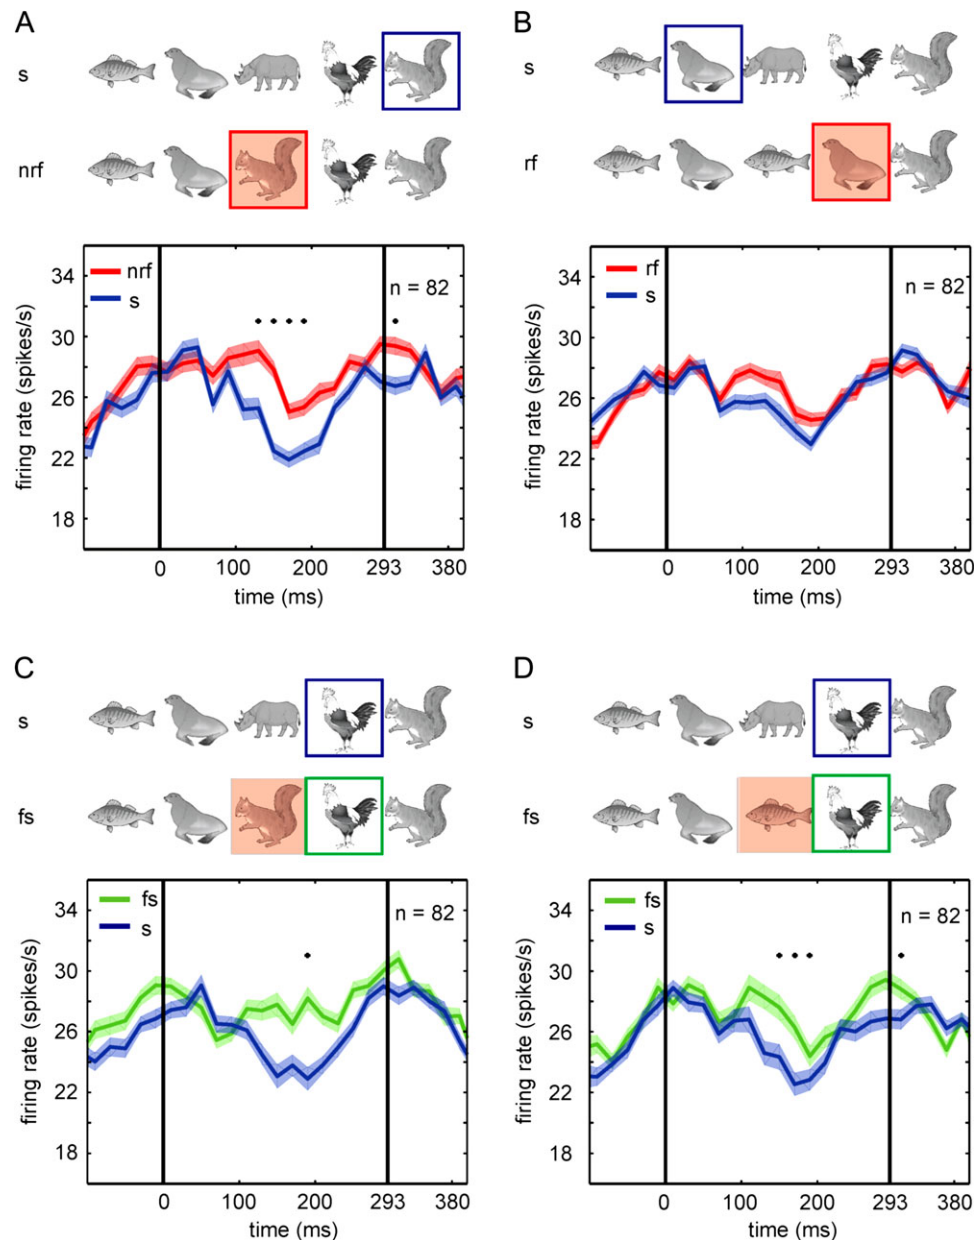 A
B
s
s
nrf
rf
34
30
26
22
18
firing rate (spikes/s)
nrf
s
n = 82
0 100 200 293 380
time (ms)
34
30
26
22
18
firing rate (spikes/s)
rf
s
n = 82
0 100 200 293 380
time (ms)
C
D
s
s
fs
fs
34
30
26
22
18
firing rate (spikes/s)
fs
s
n = 82
0 100 200 293 380
time (ms)
34
30
26
22
18
firing rate (spikes/s)
fs
s
n = 82
0 100 200 293 380
time (ms)